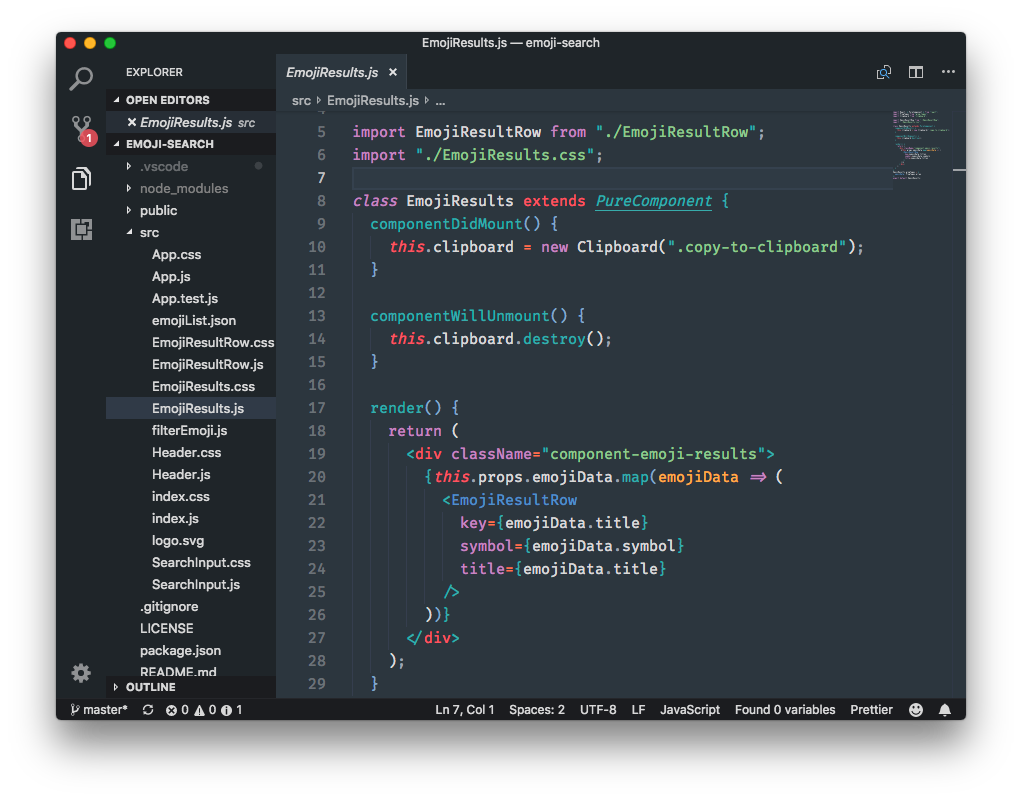 EmojiResults.js — emoji-search
EXPLORER
OPEN EDITORS
EmojiResults.js src
1
EMOJI-SEARCH
.vscode
node_modules
public
src
App.css
App.js
App.test.js
emojiList.json
EmojiResultRow.css
EmojiResultRow.js
EmojiResults.css
EmojiResults.js
filterEmoji.js
Header.css
Header.js
index.css
index.js
logo.svg
SearchInput.css
SearchInput.js
.gitignore
LICENSE
package.json
README.md
OUTLINE
EmojiResults.js
src EmojiResults.js ...
5 import EmojiResultRow from "./EmojiResultRow";
6 import "./EmojiResults.css";
7
8 class EmojiResults extends PureComponent {
9 componentDidMount() {
10 this.clipboard = new Clipboard(".copy-to-clipboard");
11 }
12
13 componentWillUnmount() {
14 this.clipboard.destroy();
15 }
16
17 render() {
18 return (
19 <div className="component-emoji-results">
20 {this.props.emojiData.map(emojiData => (
21 <EmojiResultRow
22 key={emojiData.title}
23 symbol={emojiData.symbol}
24 title={emojiData.title}
25 />
26 ))}
27 </div>
28 );
29 }
master* 0 0 1 Ln 7, Col 1 Spaces: 2 UTF-8 LF JavaScript Found 0 variables Prettier